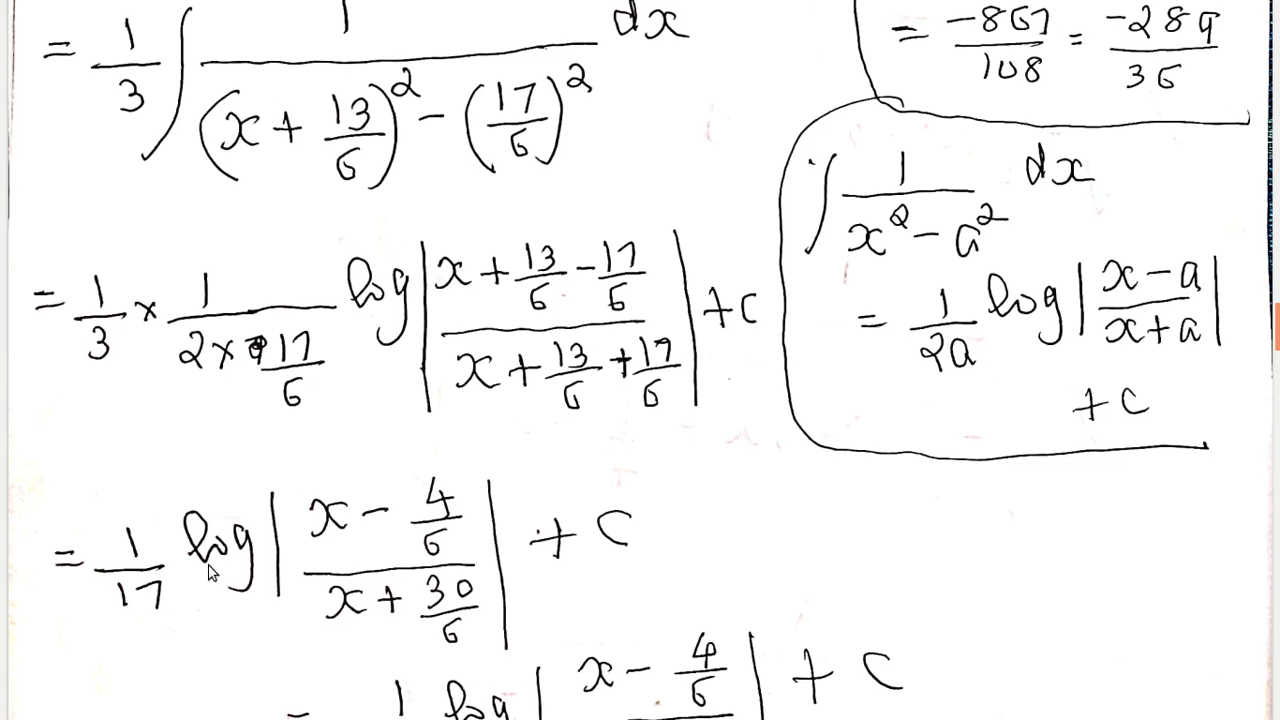 = 1/3 ∫ 1/((x + 13/6)² − (17/6)²) dx
= −867/108 = −289/36
∫ 1/(x² − a²) dx
= 1/2a log |(x − a)/(x + a)|
+ c
= 1/3 × 1/(2 × 17/6) log |(x + 13/6 − 17/6)/(x + 13/6 + 17/6)| + c
= 1/17 log |(x − 4/6)/(x + 30/6)| + c
= 1 log | x − 4/6 | + c